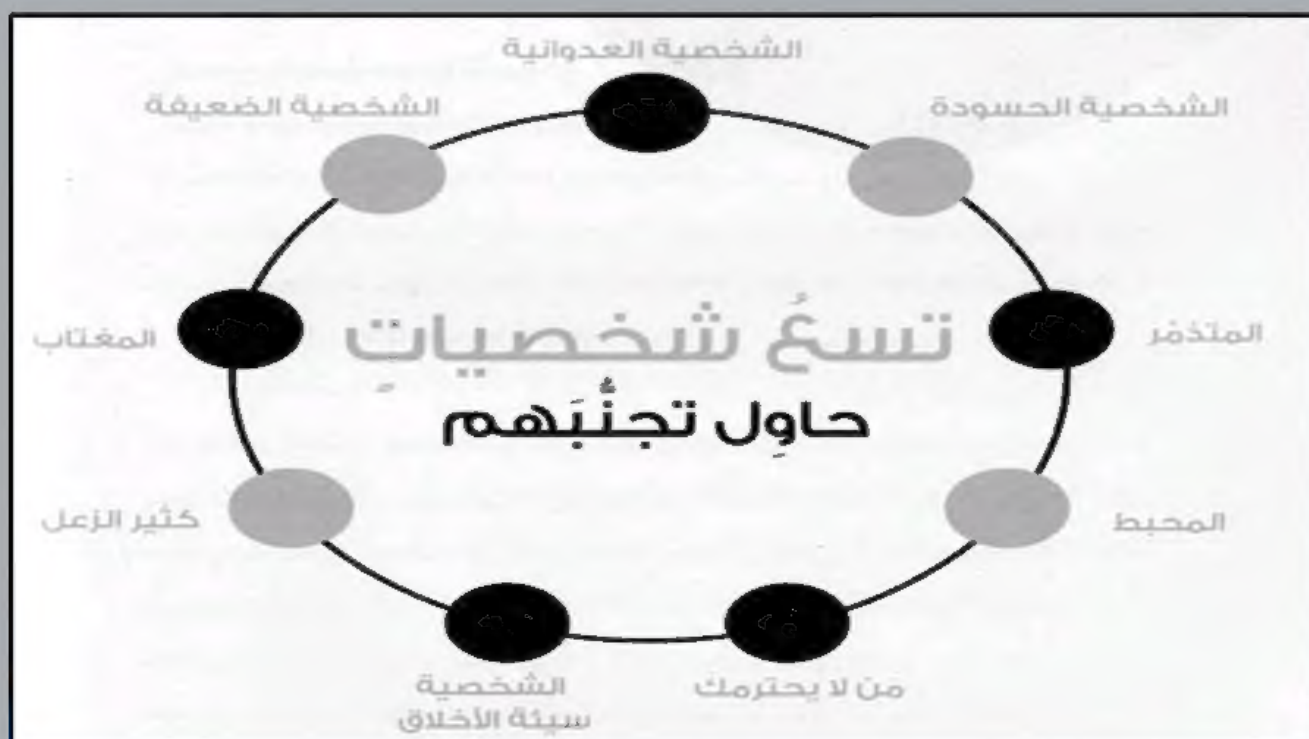 الشخصية العدوانية
الشخصية الحسودة
الشخصية الضعيفة
تسعُ شخصياتٍ
حاوِل تجنُّبَهم
المتذمر
المغتاب
المحبط
كثير الزعل
من لا يحترمك
الشخصية
سيئة الأخلاق